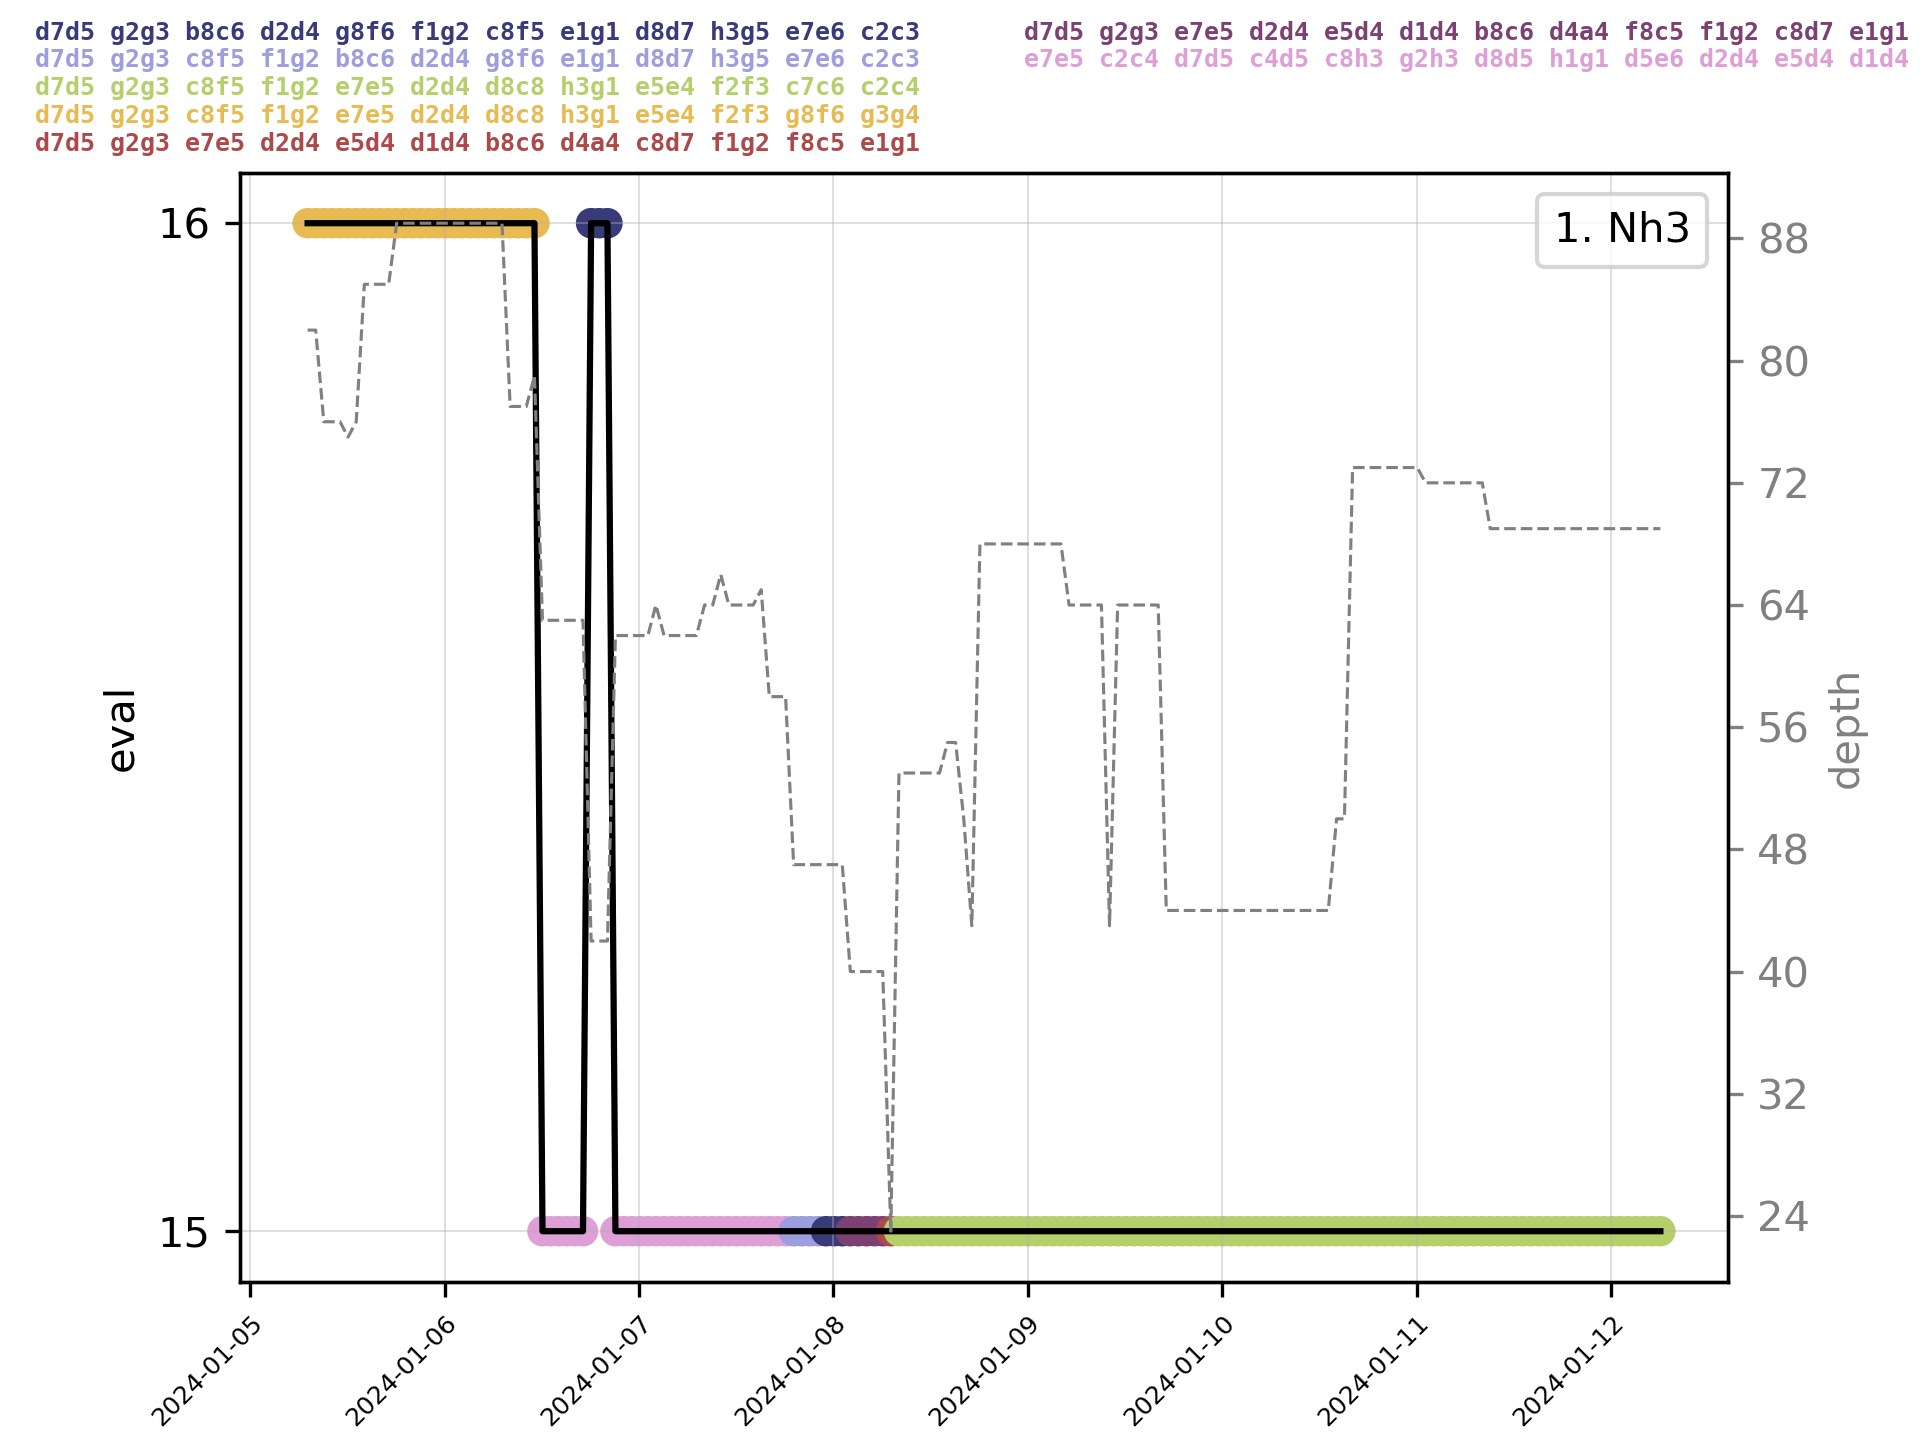 d7d5 g2g3 b8c6 d2d4 g8f6 f1g2 c8f5 e1g1 d8d7 h3g5 e7e6 c2c3
d7d5 g2g3 c8f5 f1g2 b8c6 d2d4 g8f6 e1g1 d8d7 h3g5 e7e6 c2c3
d7d5 g2g3 c8f5 f1g2 e7e5 d2d4 d8c8 h3g1 e5e4 f2f3 c7c6 c2c4
d7d5 g2g3 c8f5 f1g2 e7e5 d2d4 d8c8 h3g1 e5e4 f2f3 g8f6 g3g4
d7d5 g2g3 e7e5 d2d4 e5d4 d1d4 b8c6 d4a4 c8d7 f1g2 f8c5 e1g1
d7d5 g2g3 e7e5 d2d4 e5d4 d1d4 b8c6 d4a4 f8c5 f1g2 c8d7 e1g1
e7e5 c2c4 d7d5 c4d5 c8h3 g2h3 d8d5 h1g1 d5e6 d2d4 e5d4 d1d4
1. Nh3
eval
16
15
depth
88
80
72
64
56
48
40
32
24
2024-01-05
2024-01-06
2024-01-07
2024-01-08
2024-01-09
2024-01-10
2024-01-11
2024-01-12